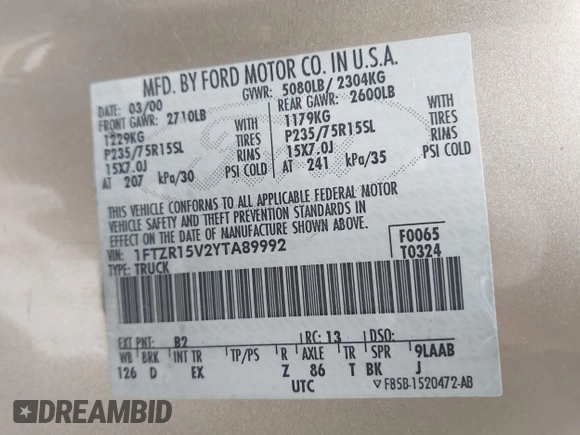 MFD. BY FORD MOTOR CO. IN U.S.A.
DATE: 03/00 GVWR: 5080LB/ 2304KG
FRONT GAWR: 2710LB REAR GAWR: 2600LB
1229KG WITH 1179KG WITH
P235/75R15SL TIRES P235/75R15SL TIRES
15X7.0J RIMS 15X7.0J RIMS
AT 207 kPa/30 PSI COLD AT 241 kPa/35 PSI COLD
THIS VEHICLE CONFORMS TO ALL APPLICABLE FEDERAL MOTOR
VEHICLE SAFETY AND THEFT PREVENTION STANDARDS IN
EFFECT ON THE DATE OF MANUFACTURE SHOWN ABOVE.
VIN: 1FTZR15V2YTA89992 F0065
TYPE: TRUCK T0324
EXT PNT: B2 RC: 13 DSO:
WB BRK INT TR TP/PS R AXLE TR SPR 9LAAB
126 D EX Z 86 T BK J
UTC F85B-1520472-AB
DREAMBID